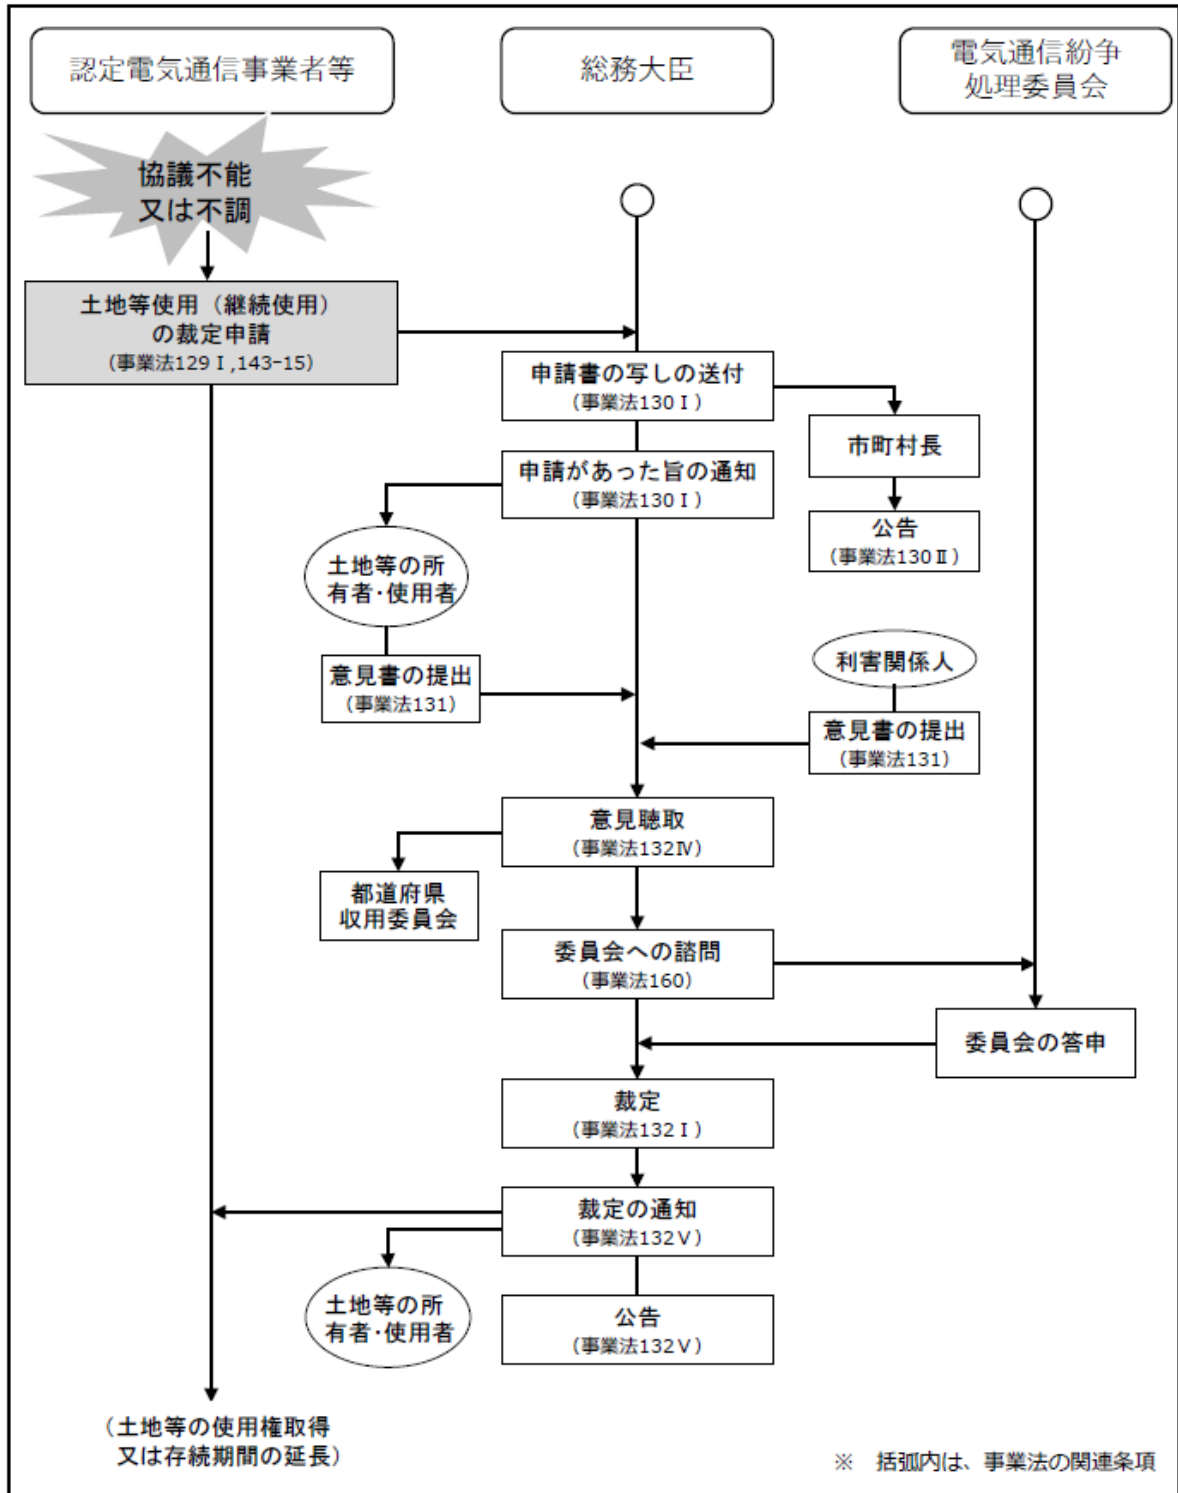 認定電気通信事業者等
総務大臣
電気通信紛争
処理委員会
協議不能
又は不調
土地等使用（継続使用）
の裁定申請
（事業法129Ⅰ,143-15）
申請書の写しの送付
（事業法130Ⅰ）
市町村長
申請があった旨の通知
（事業法130Ⅰ）
公告
（事業法130Ⅱ）
土地等の所
有者・使用者
意見書の提出
（事業法131）
利害関係人
意見書の提出
（事業法131）
意見聴取
（事業法132Ⅳ）
都道府県
収用委員会
委員会への諮問
（事業法160）
委員会の答申
裁定
（事業法132Ⅰ）
裁定の通知
（事業法132Ⅴ）
土地等の所
有者・使用者
公告
（事業法132Ⅴ）
（土地等の使用権取得
又は存続期間の延長）
※　括弧内は、事業法の関連条項